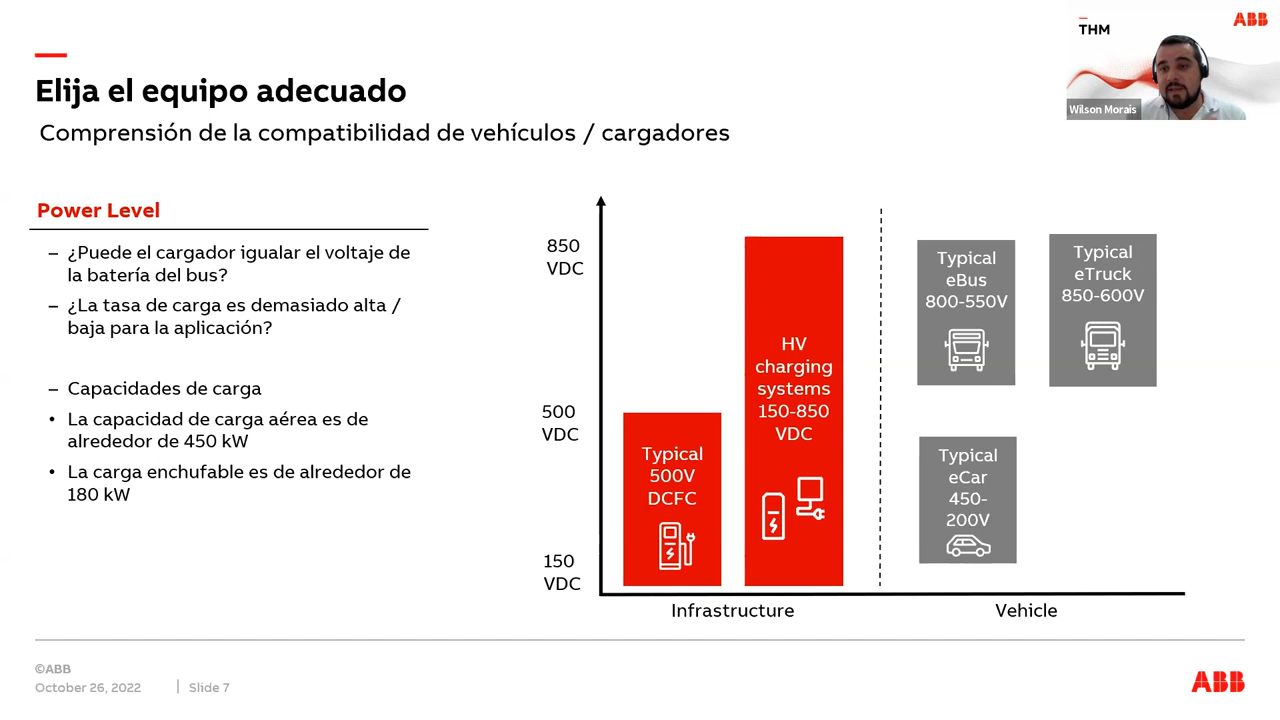 ABB
THM
Wilson Morais
Elija el equipo adecuado
Comprensión de la compatibilidad de vehículos / cargadores
Power Level
– ¿Puede el cargador igualar el voltaje de
la batería del bus?
– ¿La tasa de carga es demasiado alta /
baja para la aplicación?
– Capacidades de carga
• La capacidad de carga aérea es de
alrededor de 450 kW
• La carga enchufable es de alrededor de
180 kW
850
VDC
500
VDC
150
VDC
Typical
500V
DCFC
HV
charging
systems
150-850
VDC
Typical
eBus
800-550V
Typical
eTruck
850-600V
Typical
eCar
450-
200V
Infrastructure
Vehicle
©ABB
October 26, 2022
Slide 7
ABB